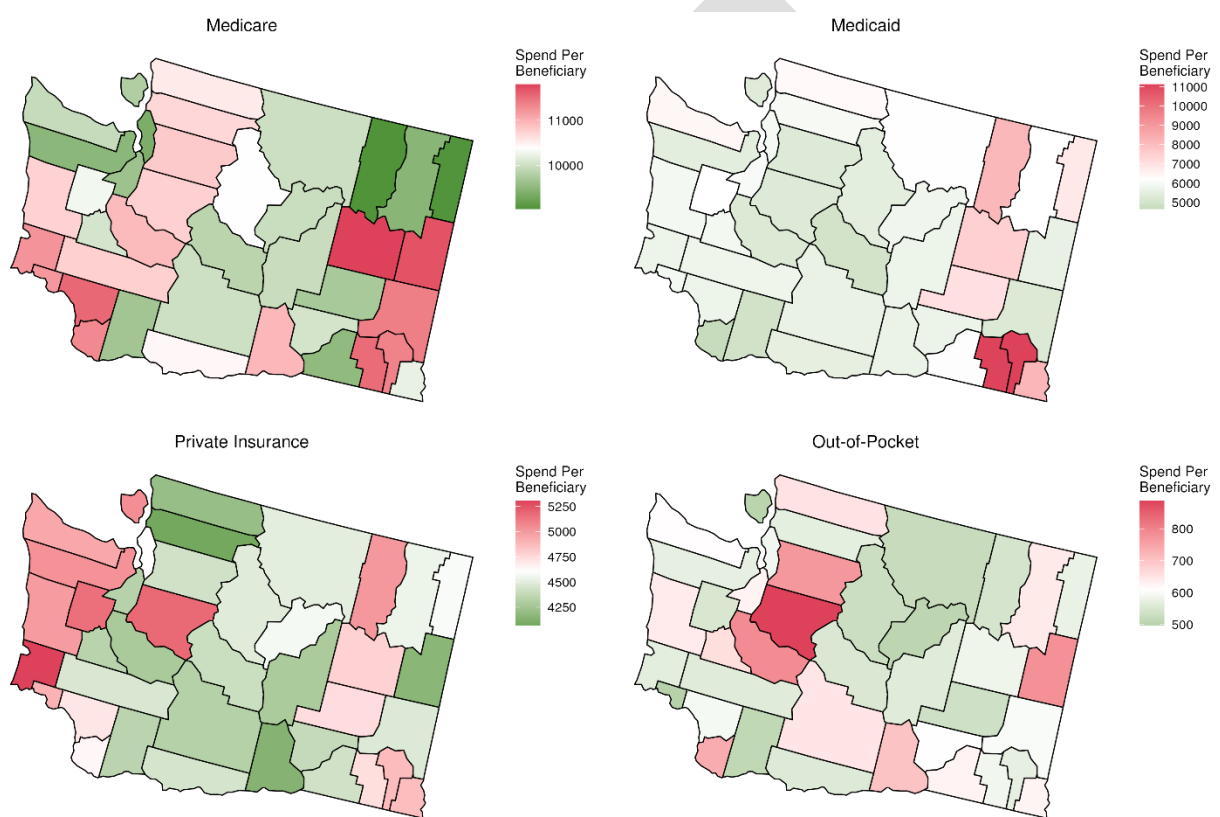 Medicare
Spend Per
Beneficiary
11000
10000
Medicaid
Spend Per
Beneficiary
11000
10000
9000
8000
7000
6000
5000
Private Insurance
Spend Per
Beneficiary
5250
5000
4750
4500
4250
Out-of-Pocket
Spend Per
Beneficiary
800
700
600
500